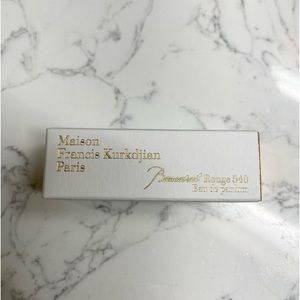 Maison
Francis Kurkdjian
Paris
Baccarat Rouge 540
Eau de parfum